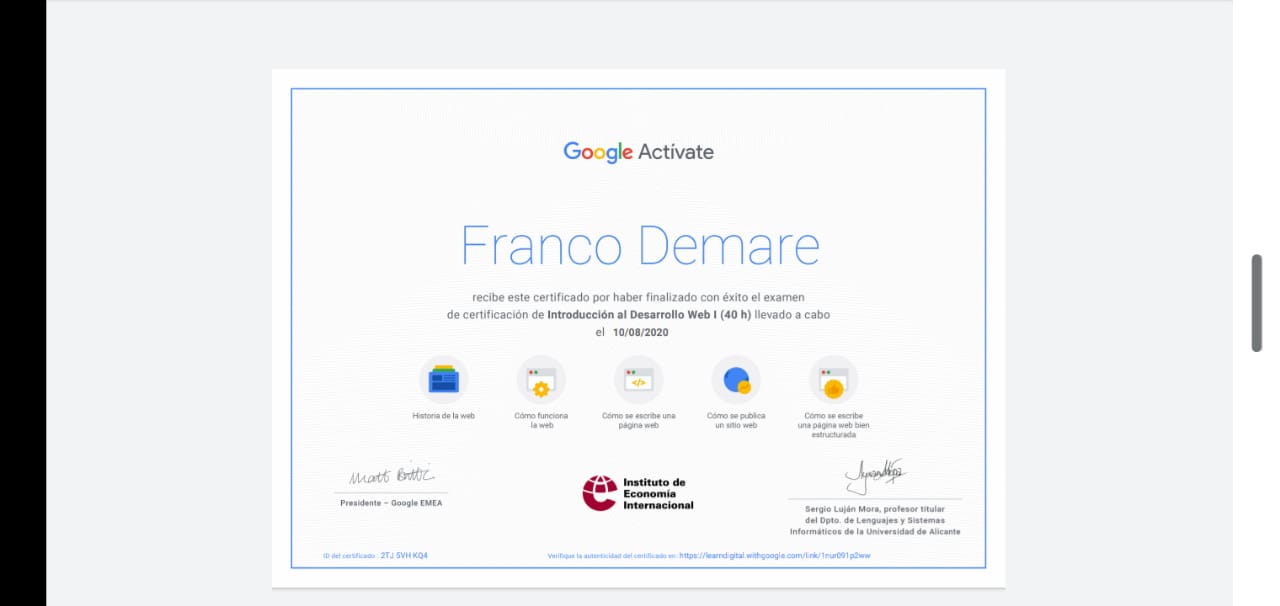 Google Actívate
Franco Demare
recibe este certificado por haber finalizado con éxito el examen
de certificación de Introducción al Desarrollo Web I (40 h) llevado a cabo
el 10/08/2020
Historia de la web
Cómo funciona
la web
Cómo se escribe una
página web
Cómo se publica
un sitio web
Cómo se escribe
una página web bien
estructurada
Presidente – Google EMEA
Instituto de
Economía
Internacional
Sergio Luján Mora, profesor titular
del Dpto. de Lenguajes y Sistemas
Informáticos de la Universidad de Alicante
ID del certificado : 2TJ 5VH KQ4
Verifique la autenticidad del certificado en: https://learndigital.withgoogle.com/link/1nur091p2ww